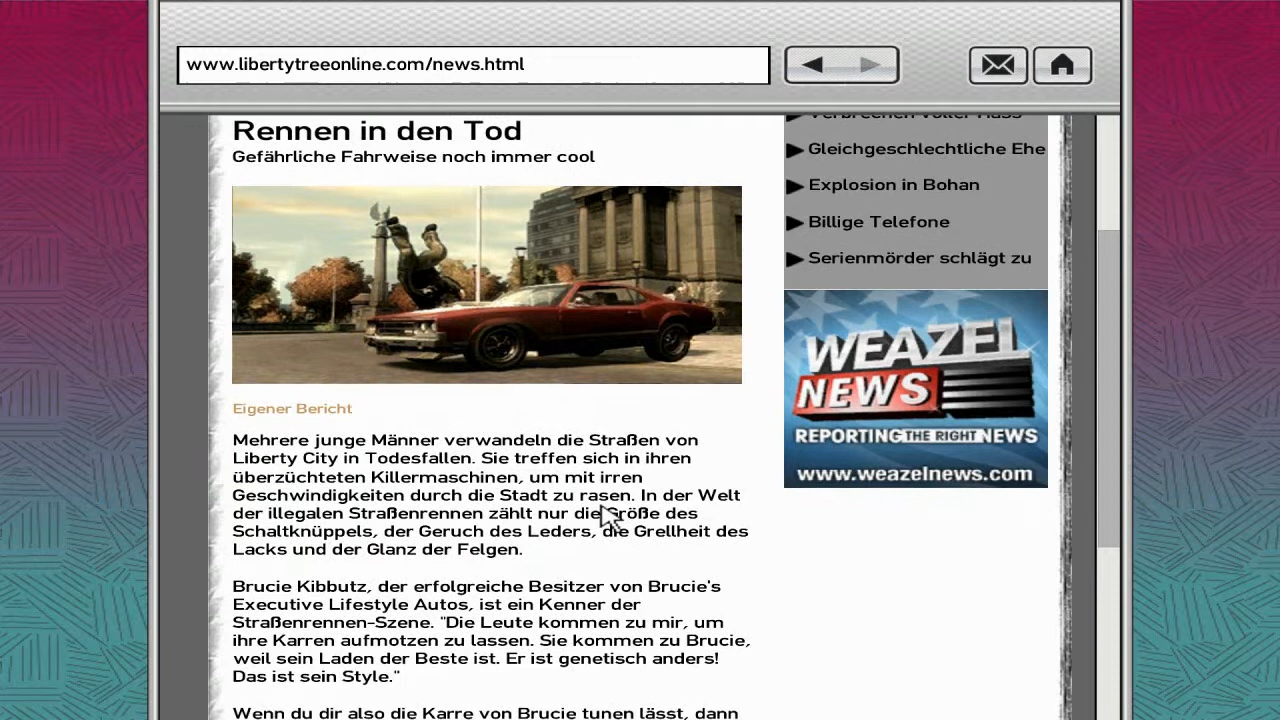 www.libertytreeonline.com/news.html
Rennen in den Tod
Gefährliche Fahrweise noch immer cool
Eigener Bericht
Mehrere junge Männer verwandeln die Straßen von
Liberty City in Todesfallen. Sie treffen sich in ihren
überzüchteten Killermaschinen, um mit irren
Geschwindigkeiten durch die Stadt zu rasen. In der Welt
der illegalen Straßenrennen zählt nur die Größe des
Schaltknüppels, der Geruch des Leders, die Grellheit des
Lacks und der Glanz der Felgen.
Brucie Kibbutz, der erfolgreiche Besitzer von Brucie's
Executive Lifestyle Autos, ist ein Kenner der
Straßenrennen-Szene. "Die Leute kommen zu mir, um
ihre Karren aufmotzen zu lassen. Sie kommen zu Brucie,
weil sein Laden der Beste ist. Er ist genetisch anders!
Das ist sein Style."
Wenn du dir also die Karre von Brucie tunen lässt, dann
Verbrechen voller Hass
Gleichgeschlechtliche Ehe
Explosion in Bohan
Billige Telefone
Serienmörder schlägt zu
WEAZEL
NEWS
REPORTING THE RIGHT NEWS
www.weazelnews.com